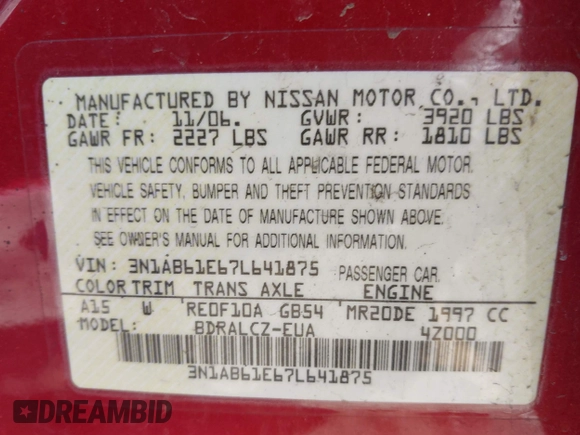 MANUFACTURED BY NISSAN MOTOR CO., LTD.
DATE: 11/06. GVWR: 3920 LBS
GAWR FR: 2227 LBS GAWR RR: 1810 LBS
THIS VEHICLE CONFORMS TO ALL APPLICABLE FEDERAL MOTOR
VEHICLE SAFETY, BUMPER AND THEFT PREVENTION STANDARDS
IN EFFECT ON THE DATE OF MANUFACTURE SHOWN ABOVE.
SEE OWNER'S MANUAL FOR ADDITIONAL INFORMATION.
VIN: 3N1AB61E67L641875 PASSENGER CAR
COLOR TRIM TRANS AXLE ENGINE
A15 W RE0F10A GB54 MR20DE 1997 CC
MODEL: BDRALCZ-EUA 4Z000
3N1AB61E67L641875
DREAMBID